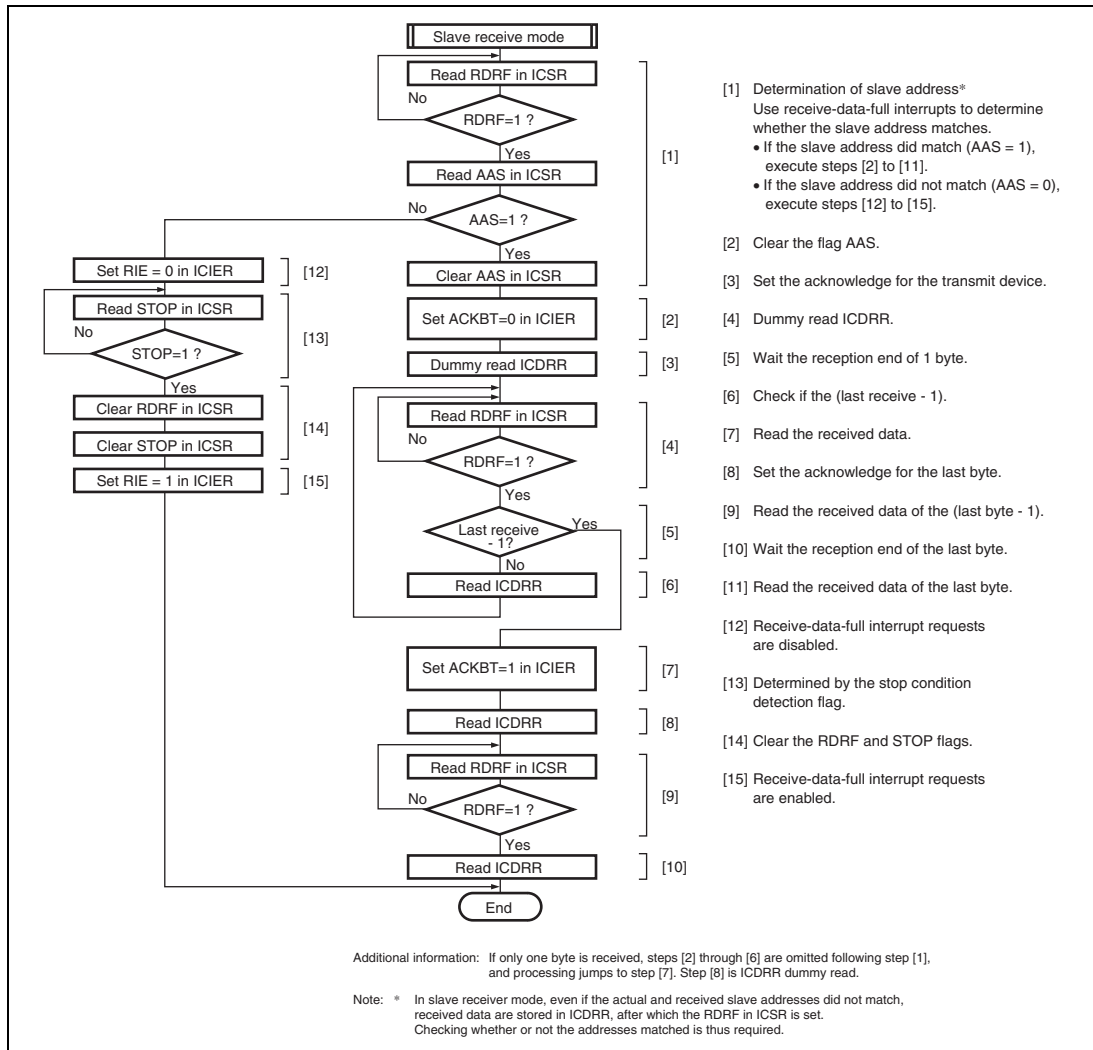 Slave receive mode
Read RDRF in ICSR
No
RDRF=1 ?
Yes
[1]
Read AAS in ICSR
No
AAS=1 ?
Yes
Clear AAS in ICSR
Set ACKBT=0 in ICIER
[2]
Dummy read ICDRR
[3]
Read RDRF in ICSR
No
RDRF=1 ?
[4]
Yes
Last receive
- 1?
Yes
[5]
No
Read ICDRR
[6]
Set ACKBT=1 in ICIER
[7]
Read ICDRR
[8]
Read RDRF in ICSR
No
RDRF=1 ?
[9]
Yes
Read ICDRR
[10]
End
Set RIE = 0 in ICIER
[12]
Read STOP in ICSR
No
[13]
STOP=1 ?
Yes
Clear RDRF in ICSR
[14]
Clear STOP in ICSR
Set RIE = 1 in ICIER
[15]
[1] Determination of slave address*
Use receive-data-full interrupts to determine
whether the slave address matches.
• If the slave address did match (AAS = 1),
execute steps [2] to [11].
• If the slave address did not match (AAS = 0),
execute steps [12] to [15].
[2] Clear the flag AAS.
[3] Set the acknowledge for the transmit device.
[4] Dummy read ICDRR.
[5] Wait the reception end of 1 byte.
[6] Check if the (last receive - 1).
[7] Read the received data.
[8] Set the acknowledge for the last byte.
[9] Read the received data of the (last byte - 1).
[10] Wait the reception end of the last byte.
[11] Read the received data of the last byte.
[12] Receive-data-full interrupt requests
are disabled.
[13] Determined by the stop condition
detection flag.
[14] Clear the RDRF and STOP flags.
[15] Receive-data-full interrupt requests
are enabled.
Additional information: If only one byte is received, steps [2] through [6] are omitted following step [1],
and processing jumps to step [7]. Step [8] is ICDRR dummy read.
Note: * In slave receiver mode, even if the actual and received slave addresses did not match,
received data are stored in ICDRR, after which the RDRF in ICSR is set.
Checking whether or not the addresses matched is thus required.